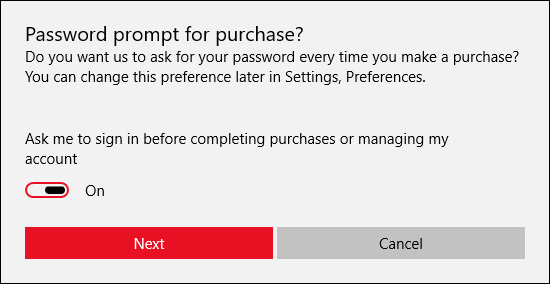 Password prompt for purchase?
Do you want us to ask for your password every time you make a purchase?
You can change this preference later in Settings, Preferences.
Ask me to sign in before completing purchases or managing my
account
On
Next
Cancel